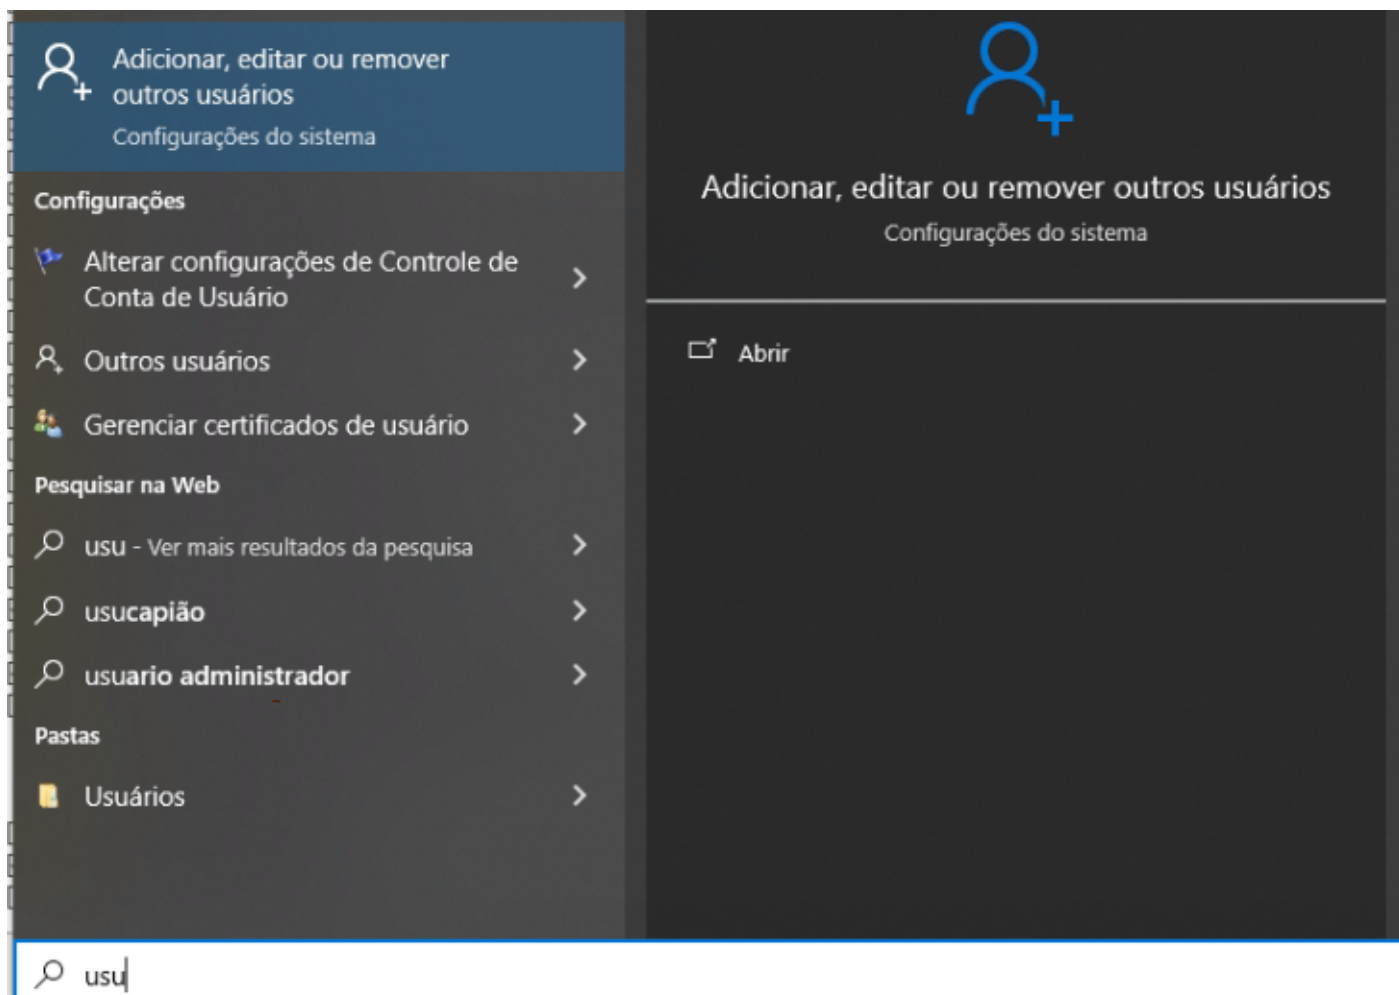 Adicionar, editar ou remover
outros usuários
Configurações do sistema
Configurações
Alterar configurações de Controle de
Conta de Usuário
Outros usuários
Gerenciar certificados de usuário
Pesquisar na Web
usu - Ver mais resultados da pesquisa
usucapião
usuario administrador
Pastas
Usuários
Adicionar, editar ou remover outros usuários
Configurações do sistema
Abrir
usu